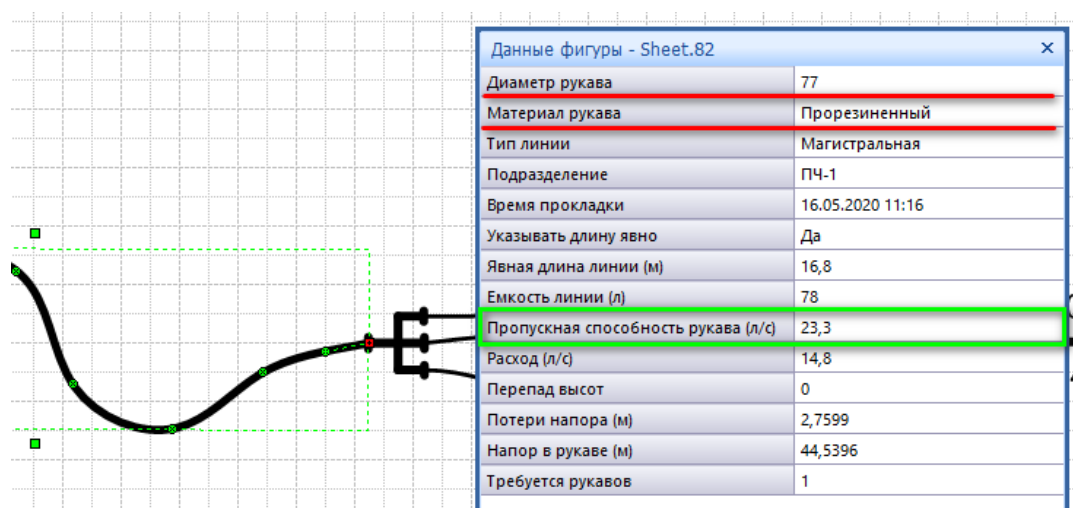 Данные фигуры - Sheet.82
Диаметр рукава 77
Материал рукава Прорезиненный
Тип линии Магистральная
Подразделение ПЧ-1
Время прокладки 16.05.2020 11:16
Указывать длину явно Да
Явная длина линии (м) 16,8
Емкость линии (л) 78
Пропускная способность рукава (л/с) 23,3
Расход (л/с) 14,8
Перепад высот 0
Потери напора (м) 2,7599
Напор в рукаве (м) 44,5396
Требуется рукавов 1